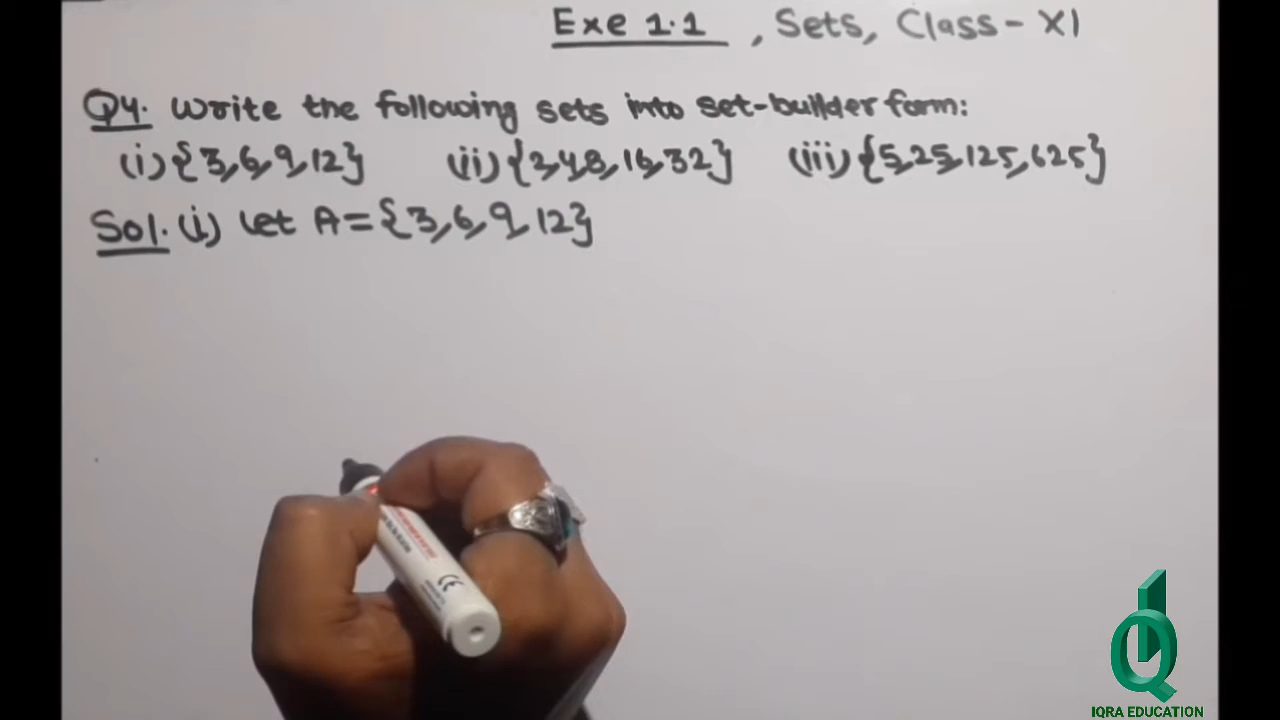 Exe 1.1 , Sets, Class- XI
Q4. Write the following sets into set-builder form:
(i) {3,6,9,12} (ii) {2,4,8,16,32} (iii) {5,25,125,625}
Sol. (i) Let A = {3,6,9,12}
CE
IQRA EDUCATION